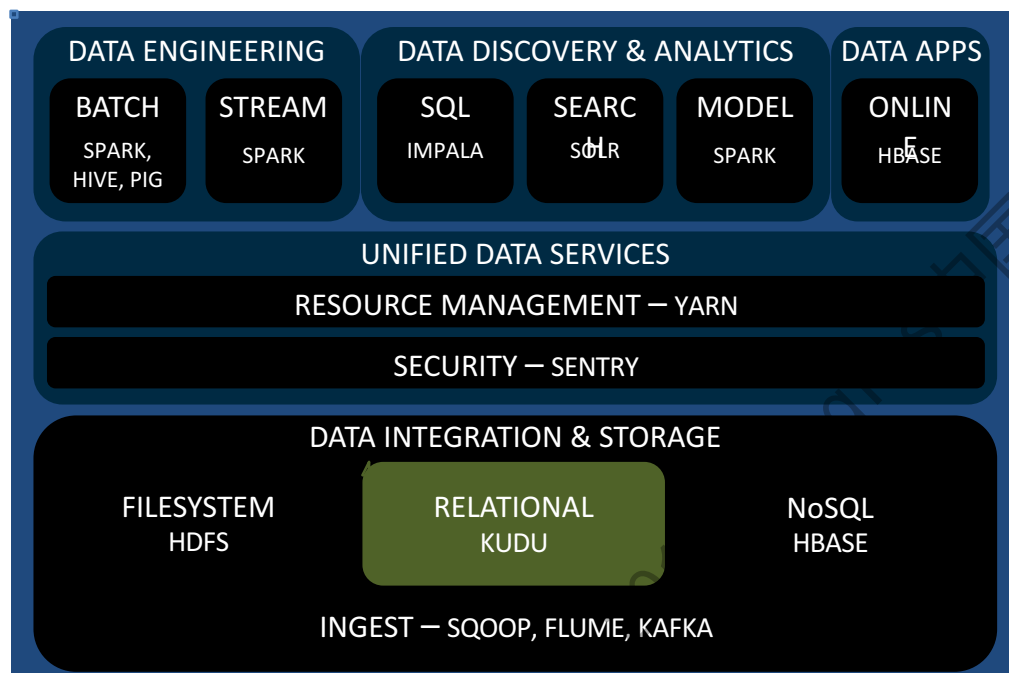 DATA ENGINEERING
BATCH
SPARK,
HIVE, PIG
STREAM
SPARK
DATA DISCOVERY & ANALYTICS
SQL
IMPALA
SEARC
H
SOLR
MODEL
SPARK
DATA APPS
ONLIN
E
HBASE
UNIFIED DATA SERVICES
RESOURCE MANAGEMENT – YARN
SECURITY – SENTRY
DATA INTEGRATION & STORAGE
FILESYSTEM
HDFS
RELATIONAL
KUDU
NoSQL
HBASE
INGEST – SQOOP, FLUME, KAFKA